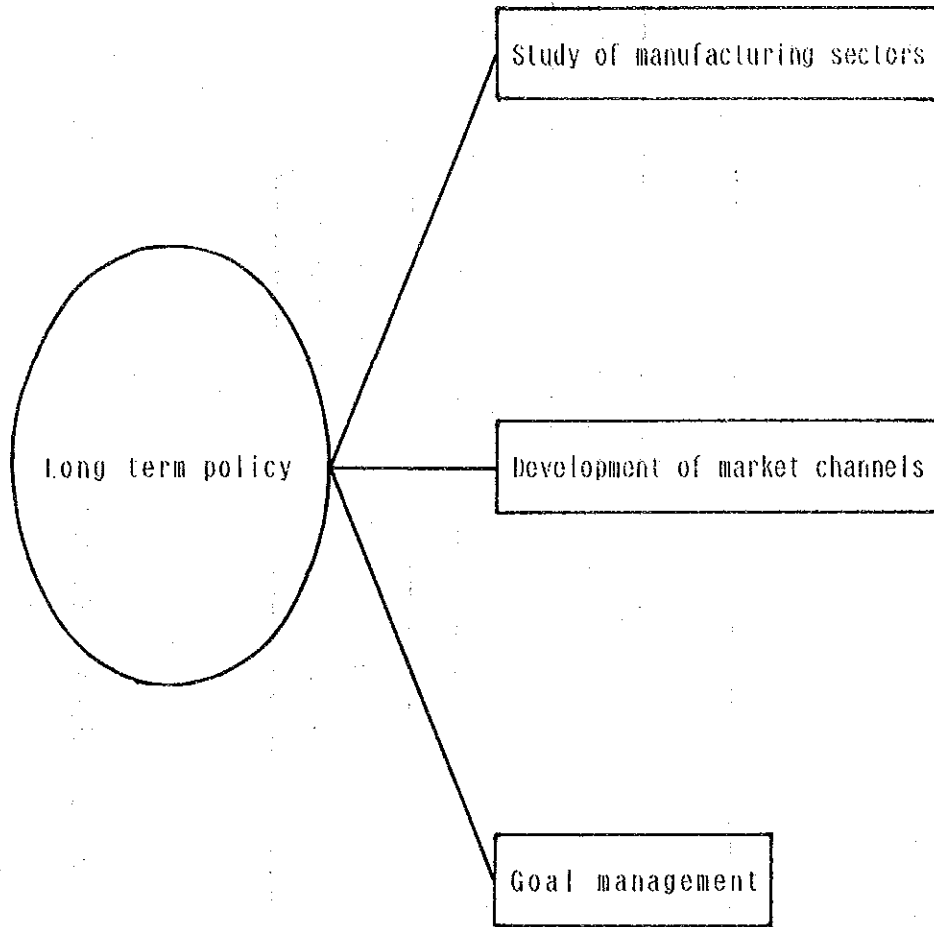 Study of manufacturing sectors
Long term policy
Development of market channels
Goal management